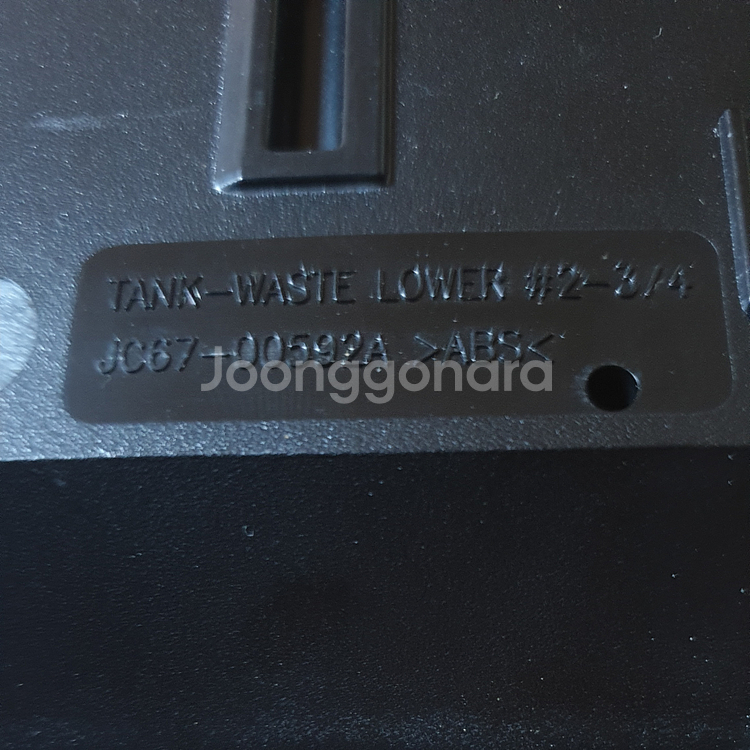 TANK-WASTE LOWER #2-3/4
JC67-00592A >ABS<
Joonggonara